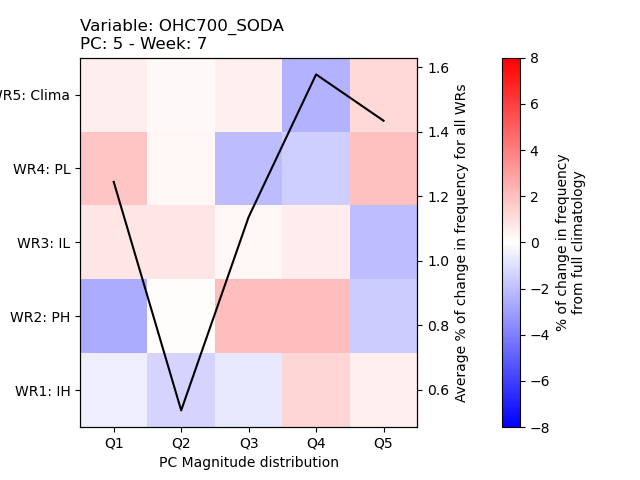 Variable: OHC700_SODA
PC: 5 - Week: 7
WR5: Clima
WR4: PL
WR3: IL
WR2: PH
WR1: IH
Q1 Q2 Q3 Q4 Q5
PC Magnitude distribution
1.6
1.4
1.2
1.0
0.8
0.6
Average % of change in frequency for all WRs
8
6
4
2
0
−2
−4
−6
−8
% of change in frequency
from full climatology